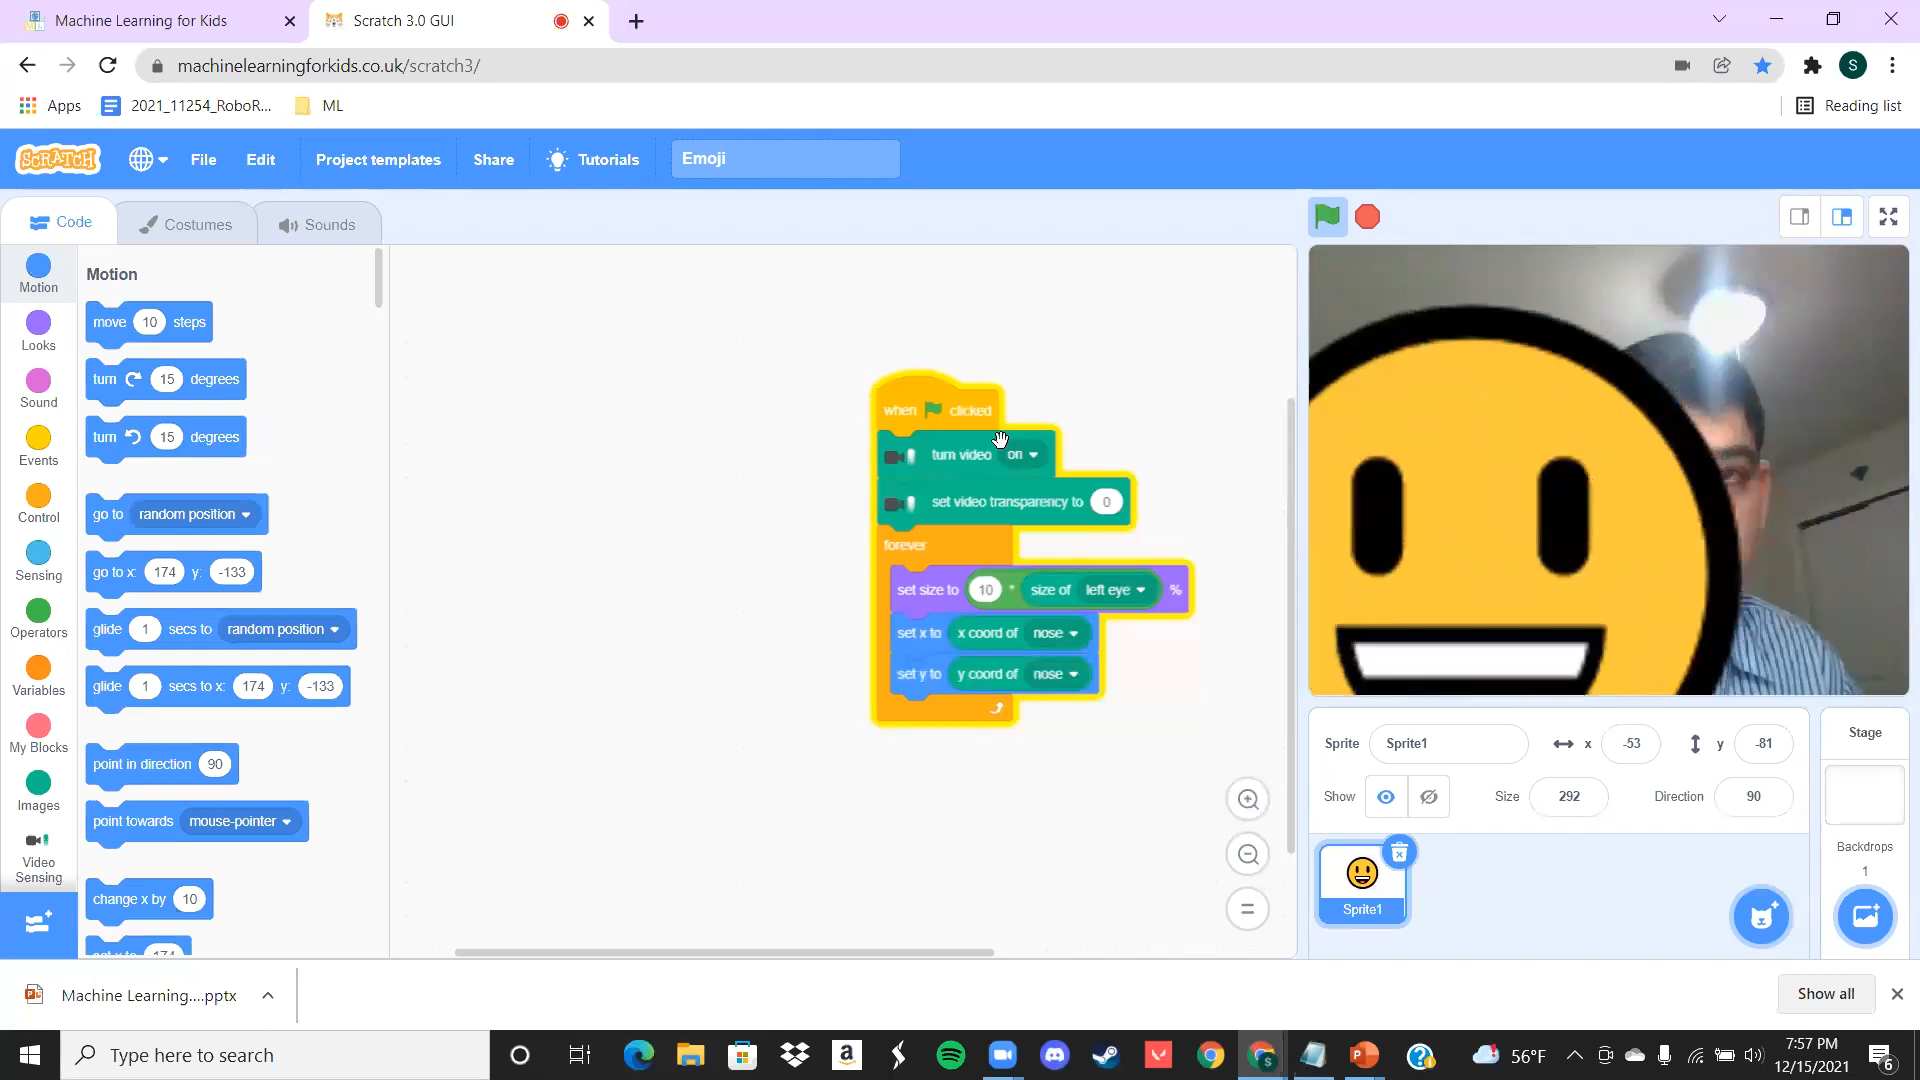 Machine Learning for Kids
Scratch 3.0 GUI
machinelearningforkids.co.uk/scratch3/
S
Apps
2021_11254_RoboR...
ML
Reading list
SCRATCH
File
Edit
Project templates
Share
Tutorials
Emoji
Code
Costumes
Sounds
Motion
Looks
Sound
Events
Control
Sensing
Operators
Variables
My Blocks
Images
Video Sensing
Motion
move 10 steps
turn 15 degrees
turn 15 degrees
go to random position
go to x: 174 y: -133
glide 1 secs to random position
glide 1 secs to x: 174 y: -133
point in direction 90
point towards mouse-pointer
change x by 10
set x to 174
when clicked
turn video on
set video transparency to 0
forever
set size to 10 * size of left eye %
set x to x coord of nose
set y to y coord of nose
Sprite Sprite1 x -53 y -81
Show Size 292 Direction 90
Sprite1
Stage
Backdrops
1
Machine Learning....pptx
Show all
Type here to search
56°F
7:57 PM
12/15/2021
6